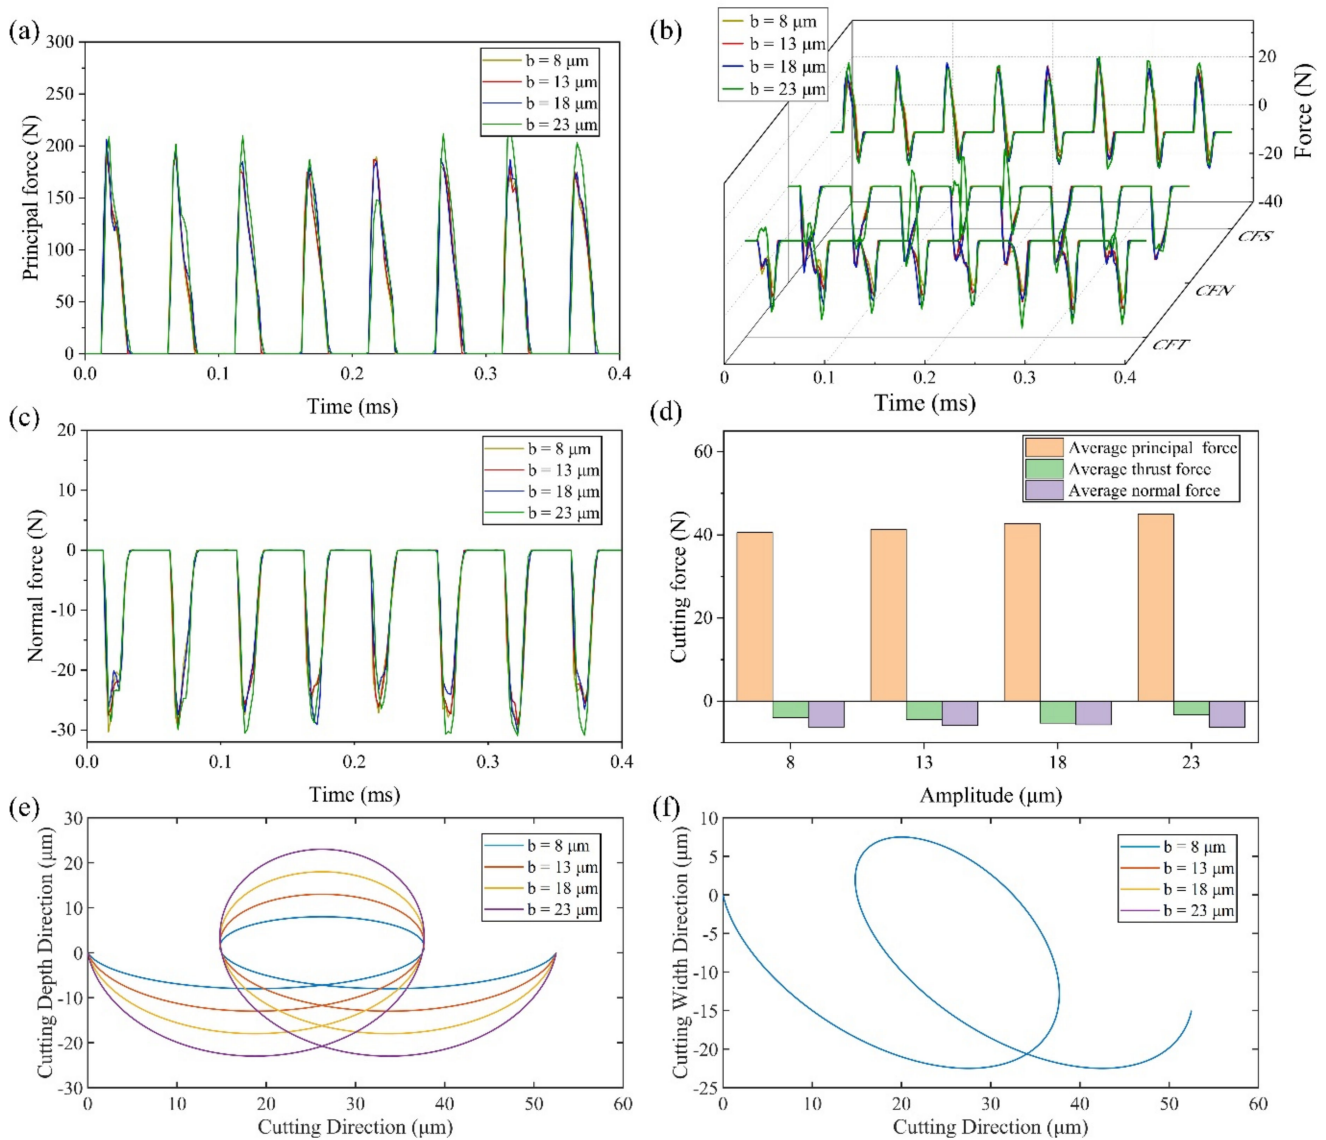 (a)
300
250
200
150
100
50
0
Principal force (N)
b = 8 μm
b = 13 μm
b = 18 μm
b = 23 μm
0.0 0.1 0.2 0.3 0.4
Time (ms)
(b)
b = 8 μm
b = 13 μm
b = 18 μm
b = 23 μm
20
0
-20
-40
Force (N)
CFS
CFN
CFT
0 0.1 0.2 0.3 0.4
Time (ms)
(c)
20
10
0
-10
-20
-30
Normal force (N)
b = 8 μm
b = 13 μm
b = 18 μm
b = 23 μm
0.0 0.1 0.2 0.3 0.4
Time (ms)
(d)
60
40
20
0
Cutting force (N)
Average principal force
Average thrust force
Average normal force
8 13 18 23
Amplitude (μm)
(e)
30
20
10
0
-10
-20
-30
Cutting Depth Direction (μm)
b = 8 μm
b = 13 μm
b = 18 μm
b = 23 μm
0 10 20 30 40 50 60
Cutting Direction (μm)
(f)
10
5
0
-5
-10
-15
-20
-25
Cutting Width Direction (μm)
b = 8 μm
b = 13 μm
b = 18 μm
b = 23 μm
0 10 20 30 40 50 60
Cutting Direction (μm)